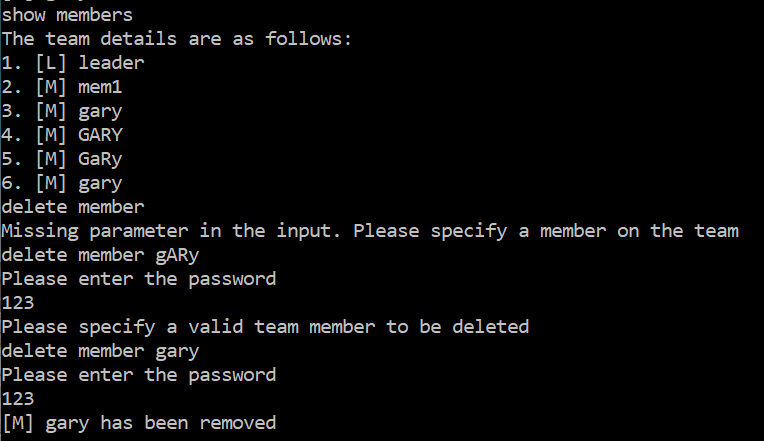 show members
The team details are as follows:
1. [L] leader
2. [M] mem1
3. [M] gary
4. [M] GARY
5. [M] GaRy
6. [M] gary
delete member
Missing parameter in the input. Please specify a member on the team
delete member gARy
Please enter the password
123
Please specify a valid team member to be deleted
delete member gary
Please enter the password
123
[M] gary has been removed